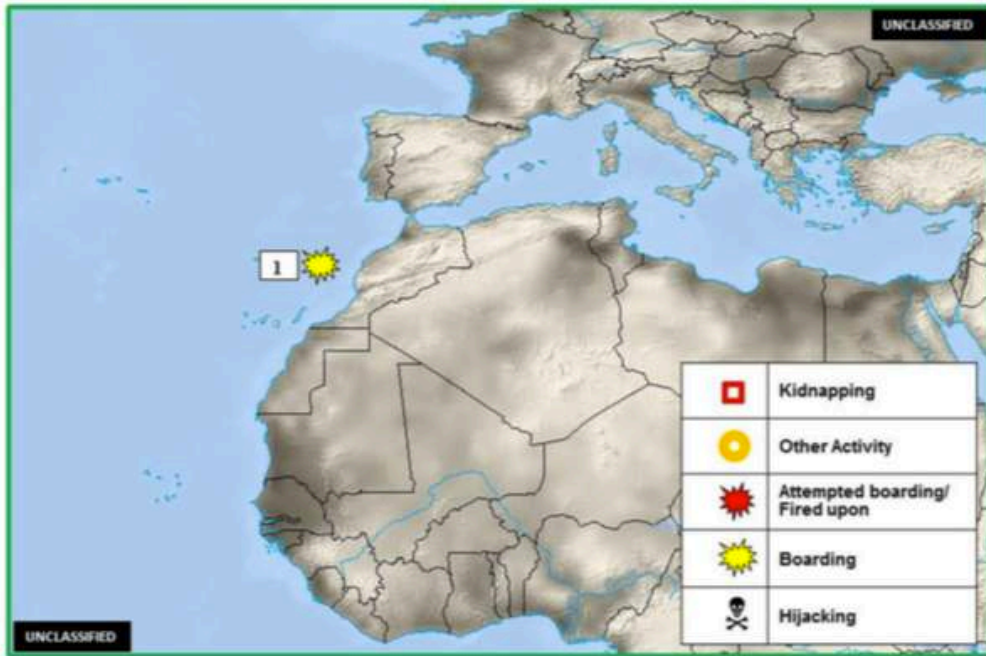 UNCLASSIFIED
1
Kidnapping
Other Activity
Attempted boarding/
Fired upon
Boarding
Hijacking
UNCLASSIFIED